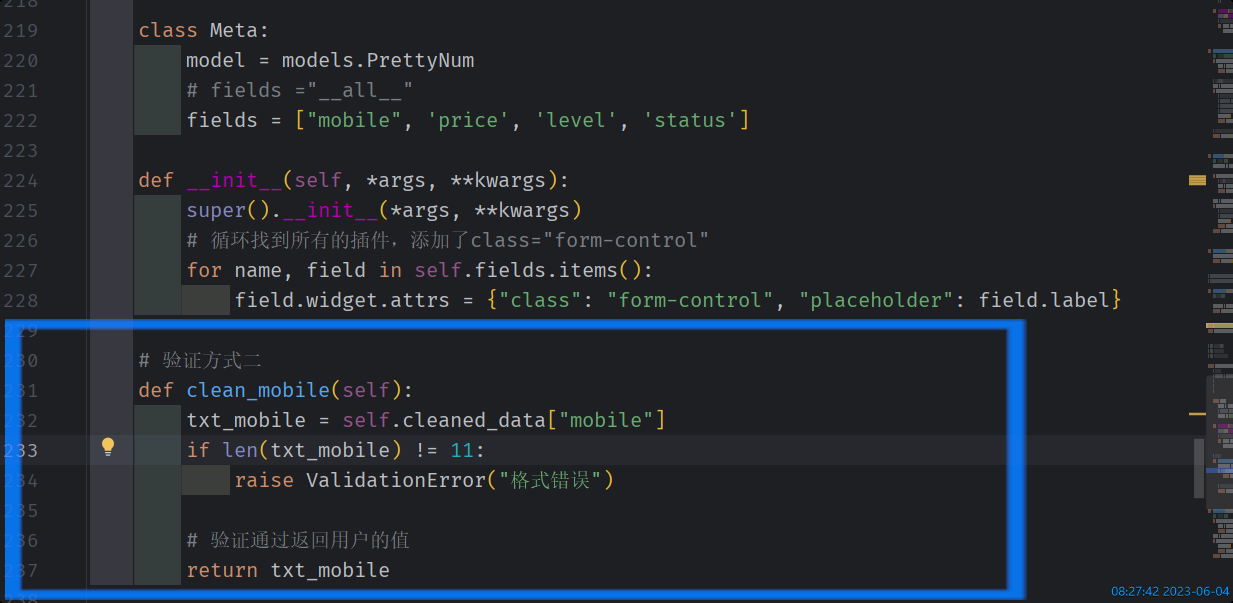 218
219 class Meta:
220 model = models.PrettyNum
221 # fields ="__all__"
222 fields = ["mobile", 'price', 'level', 'status']
223
224 def __init__(self, *args, **kwargs):
225 super().__init__(*args, **kwargs)
226 # 循环找到所有的插件，添加了class="form-control"
227 for name, field in self.fields.items():
228 field.widget.attrs = {"class": "form-control", "placeholder": field.label}
229
230 # 验证方式二
231 def clean_mobile(self):
232 txt_mobile = self.cleaned_data["mobile"]
233 if len(txt_mobile) != 11:
234 raise ValidationError("格式错误")
235
236 # 验证通过返回用户的值
237 return txt_mobile
238
08:27:42 2023-06-04